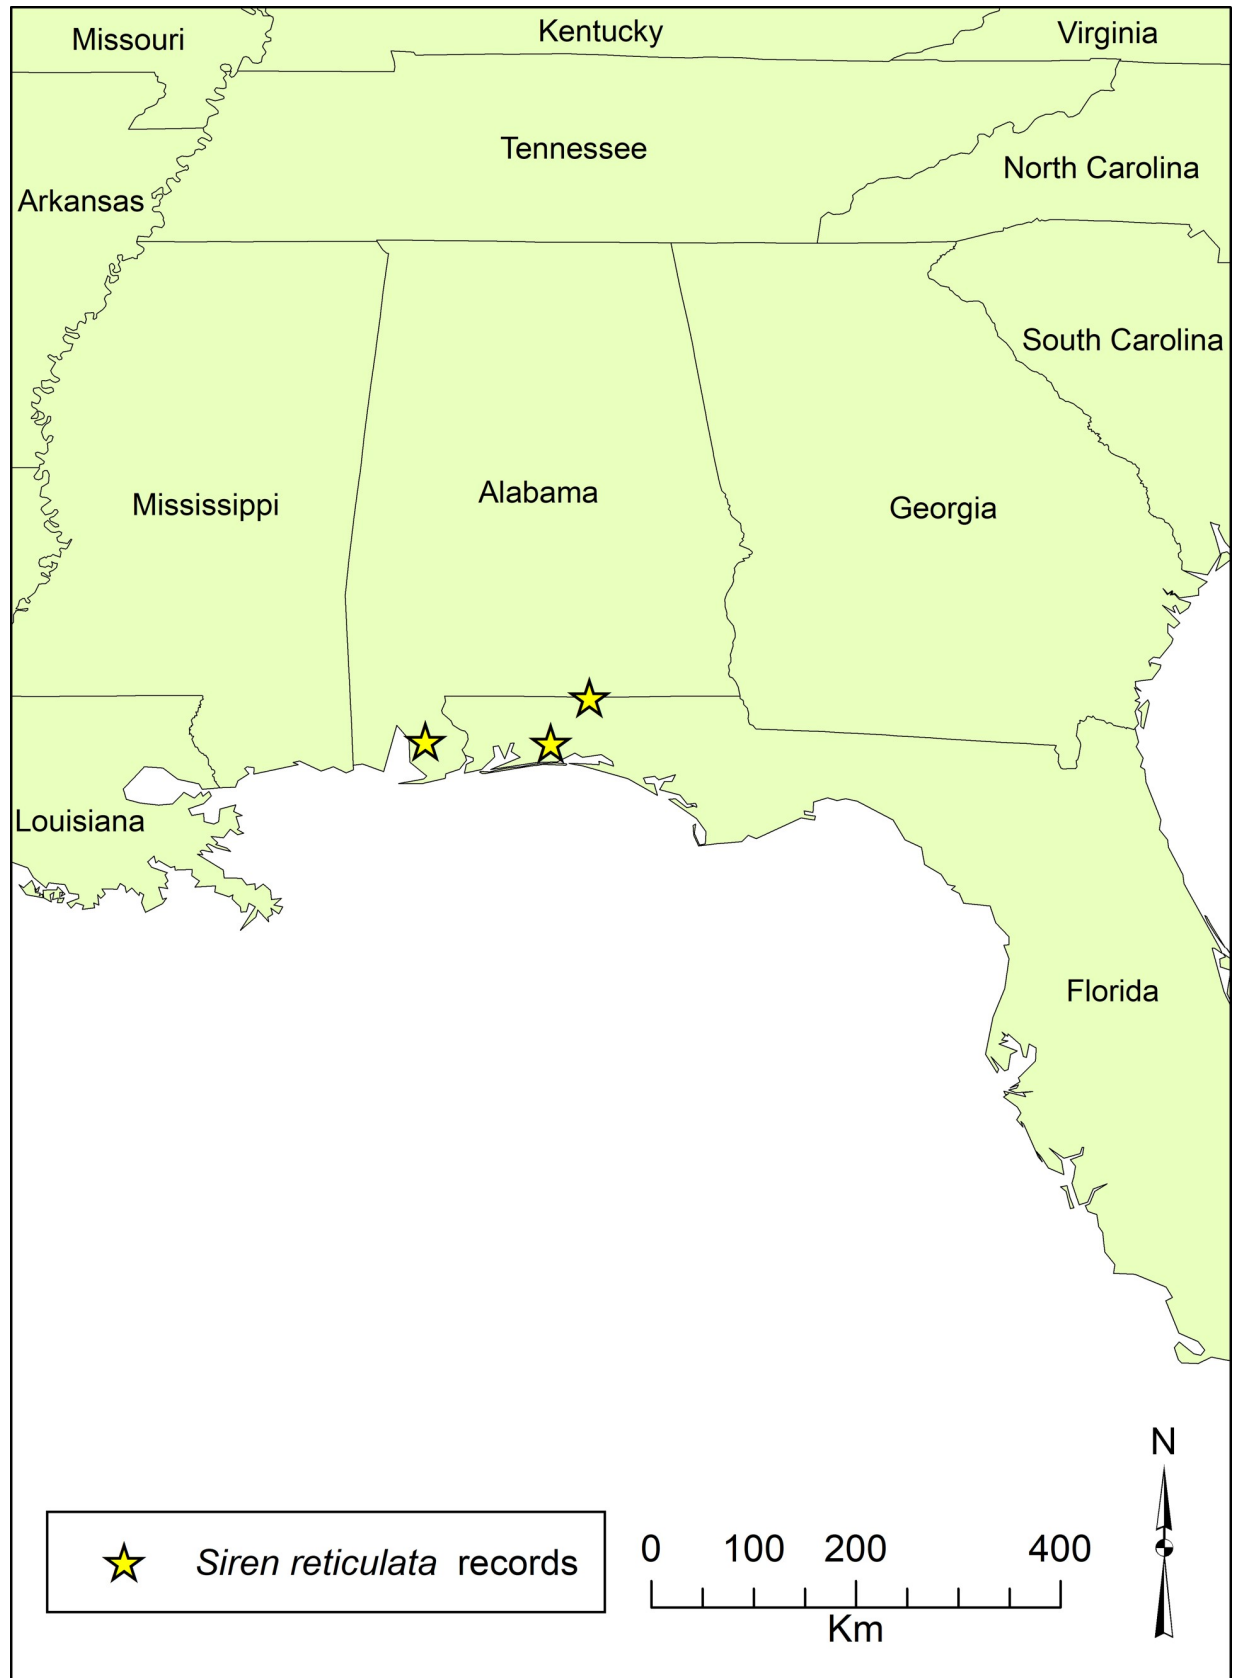 Missouri
Kentucky
Virginia
Tennessee
North Carolina
Arkansas
South Carolina
Mississippi
Alabama
Georgia
Louisiana
Florida
N
Siren reticulata records
0 100 200 400
Km